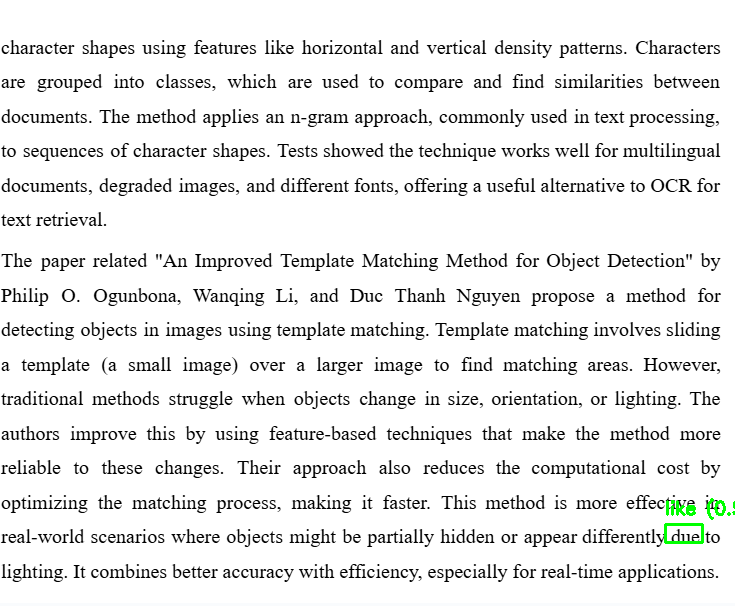 character shapes using features like horizontal and vertical density patterns. Characters
are grouped into classes, which are used to compare and find similarities between
documents. The method applies an n-gram approach, commonly used in text processing,
to sequences of character shapes. Tests showed the technique works well for multilingual
documents, degraded images, and different fonts, offering a useful alternative to OCR for
text retrieval.
The paper related "An Improved Template Matching Method for Object Detection" by
Philip O. Ogunbona, Wanqing Li, and Duc Thanh Nguyen propose a method for
detecting objects in images using template matching. Template matching involves sliding
a template (a small image) over a larger image to find matching areas. However,
traditional methods struggle when objects change in size, orientation, or lighting. The
authors improve this by using feature-based techniques that make the method more
reliable to these changes. Their approach also reduces the computational cost by
optimizing the matching process, making it faster. This method is more effective in
like (0.
real-world scenarios where objects might be partially hidden or appear differently due to
lighting. It combines better accuracy with efficiency, especially for real-time applications.